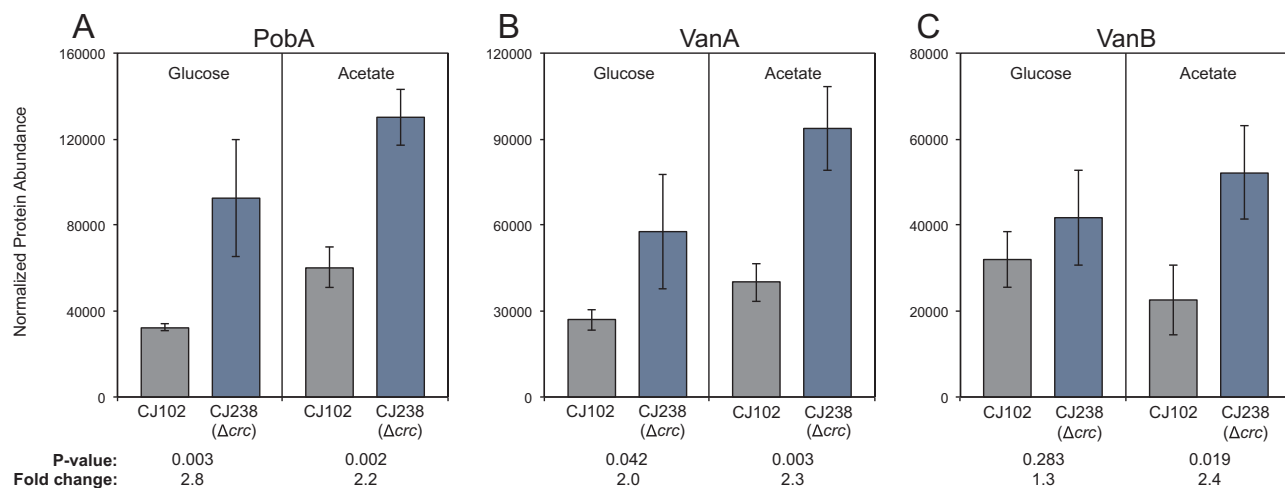 A
PobA
Normalized Protein Abundance
160000
120000
80000
40000
0
Glucose
Acetate
CJ102
CJ238
(Δcrc)
CJ102
CJ238
(Δcrc)
B
VanA
120000
90000
60000
30000
0
Glucose
Acetate
CJ102
CJ238
(Δcrc)
CJ102
CJ238
(Δcrc)
C
VanB
80000
60000
40000
20000
0
Glucose
Acetate
CJ102
CJ238
(Δcrc)
CJ102
CJ238
(Δcrc)
P-value: 0.003 0.002 0.042 0.003 0.283 0.019
Fold change: 2.8 2.2 2.0 2.3 1.3 2.4